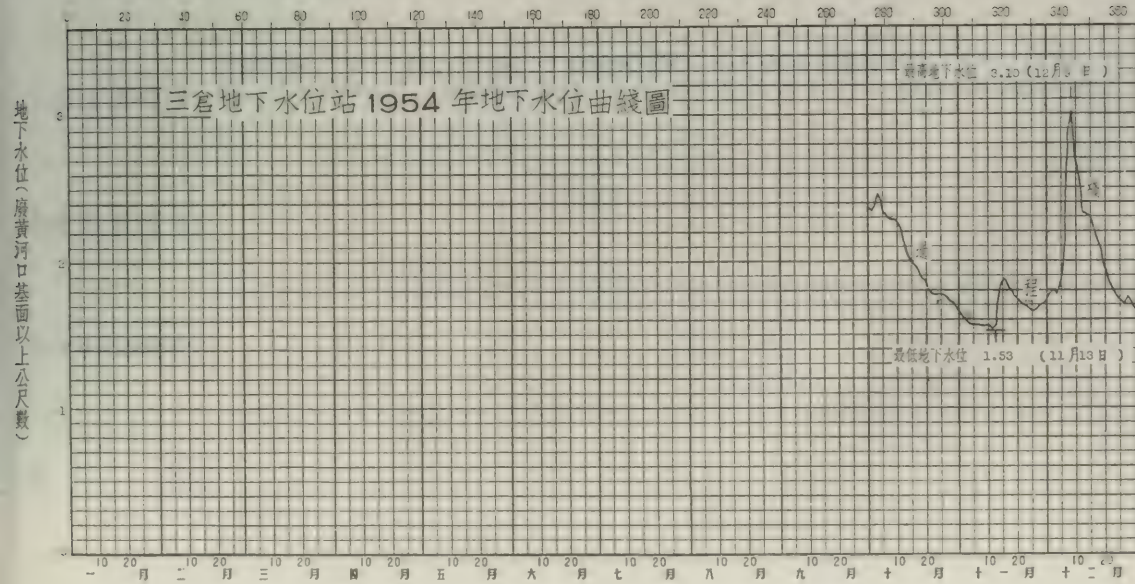 20 40 60 80 100 120 140 160 180 200 220 240 260 280 300 320 340 360
最高地下水位 3.10 (12月 日)
三倉地下水位站 1954 年地下水位曲綫圖
地下水位(廢黃河口基面以上公尺數)
3
2
1
程
最低地下水位 1.53 (11月13日)
10 20 10 20 10 20 10 20 10 20 10 20 10 20 10 20 10 20 10 20 10 20 10 20
一月 二月 三月 四月 五月 六月 七月 八月 九月 十月 十一月 十二月